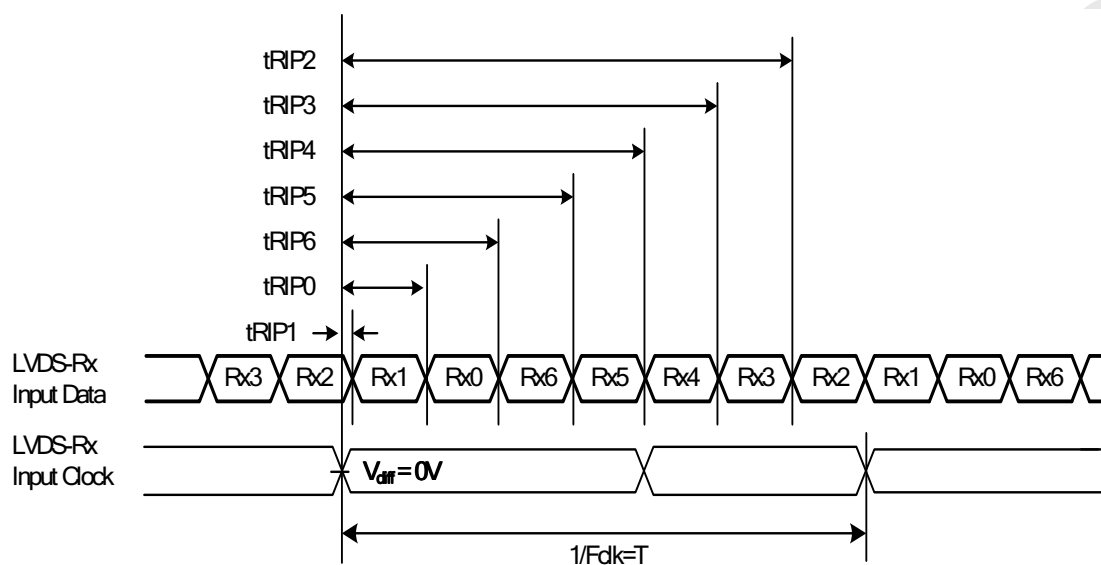 tRIP2
tRIP3
tRIP4
tRIP5
tRIP6
tRIP0
tRIP1
LVDS-Rx
Input Data
Rx3 Rx2 Rx1 Rx0 Rx6 Rx5 Rx4 Rx3 Rx2 Rx1 Rx0 Rx6
LVDS-Rx
Input Clock
Vdiff = 0V
1/Fclk=T